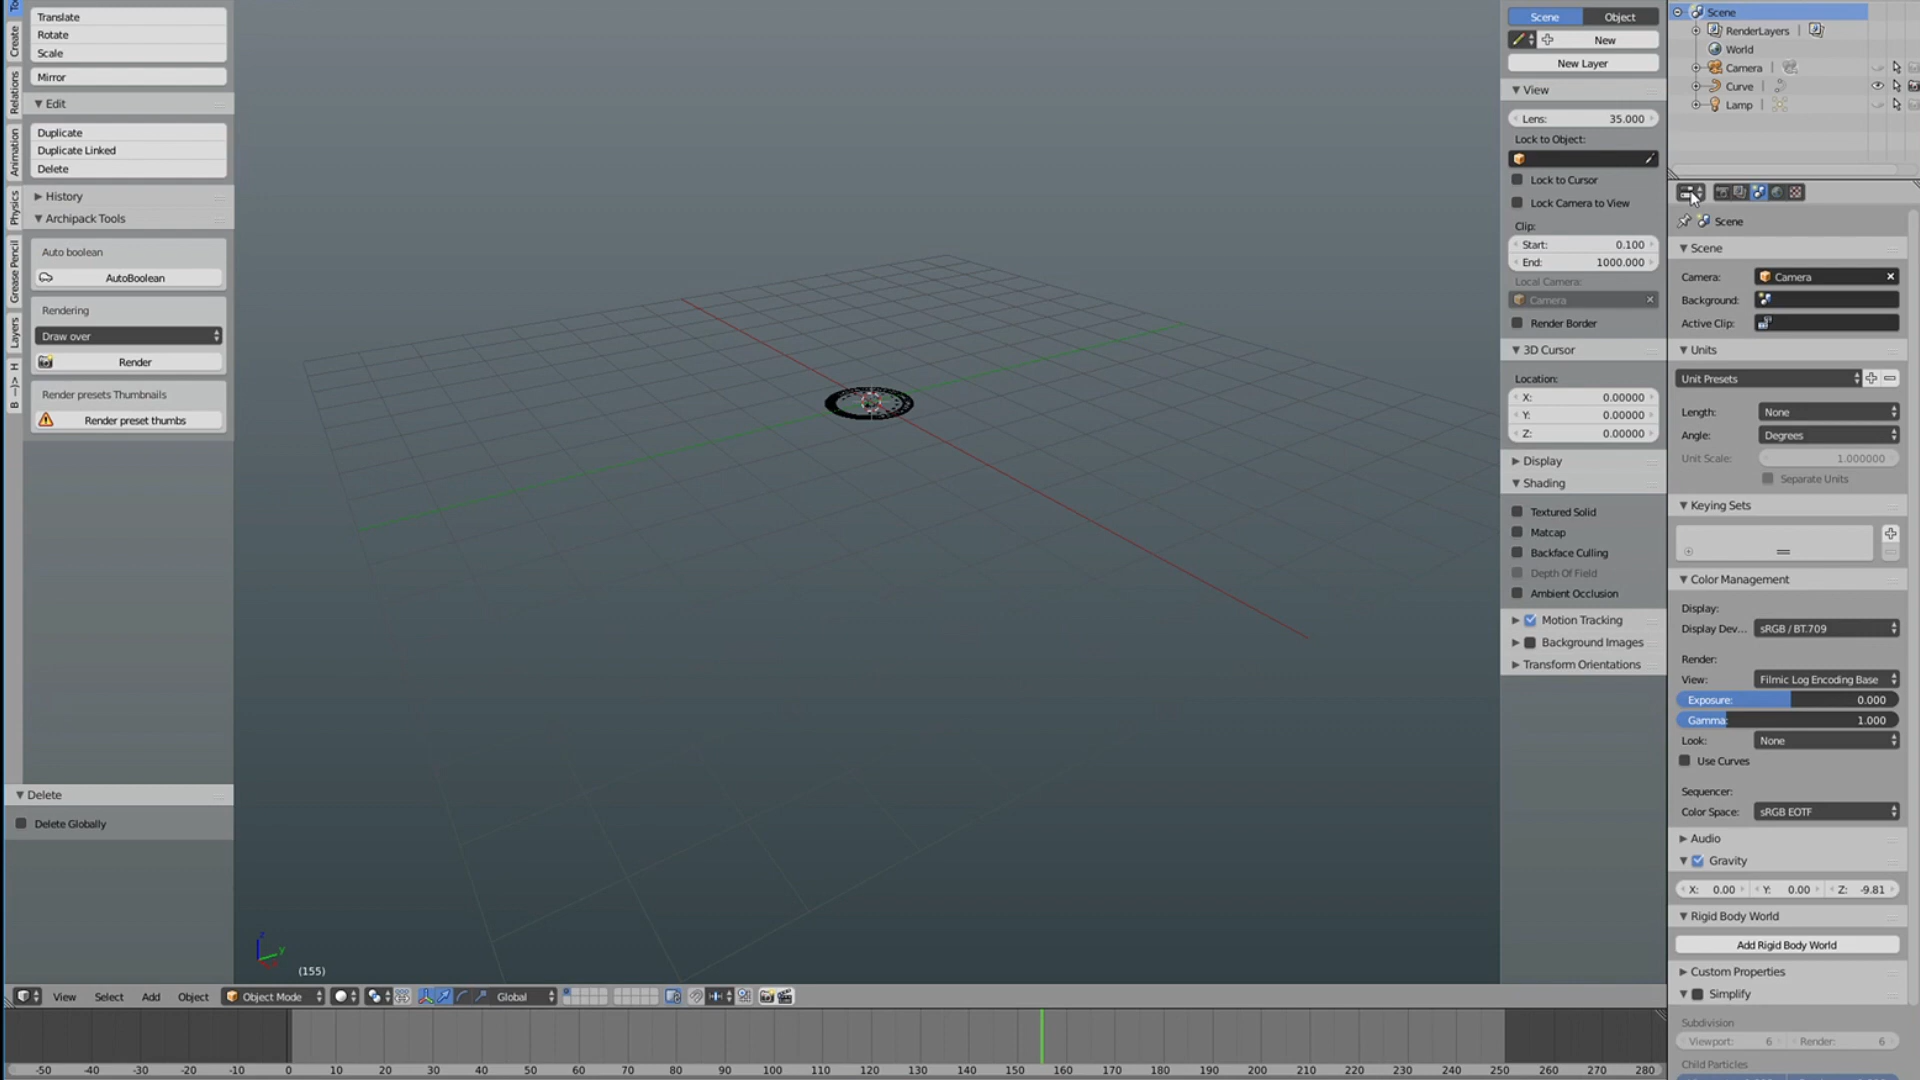 Translate
Rotate
Scale
Mirror
Edit
Duplicate
Duplicate Linked
Delete
History
Archipack Tools
Auto boolean
AutoBoolean
Rendering
Draw over
Render
Render presets Thumbnails
Render preset thumbs
Create
Relations
Animation
Physics
Grease Pencil
Layers
Delete
Delete Globally
z
y
(155)
View
Select
Add
Object
Object Mode
Global
-50 -40 -30 -20 -10 0 10 20 30 40 50 60 70 80 90 100 110 120 130 140 150 160 170 180 190 200 210 220 230 240 250 260 270 280
Scene
Object
New
New Layer
View
Lens: 35.000
Lock to Object:
Lock to Cursor
Lock Camera to View
Clip:
Start: 0.100
End: 1000.000
Local Camera:
Camera
Render Border
3D Cursor
Location:
X: 0.00000
Y: 0.00000
Z: 0.00000
Display
Shading
Textured Solid
Matcap
Backface Culling
Depth Of Field
Ambient Occlusion
Motion Tracking
Background Images
Transform Orientations
Scene
RenderLayers
World
Camera
Curve
Lamp
Scene
Scene
Camera: Camera
Background:
Active Clip:
Units
Unit Presets
Length: None
Angle: Degrees
Unit Scale: 1.000000
Separate Units
Keying Sets
Color Management
Display:
Display Dev... sRGB / BT.709
Render:
View: Filmic Log Encoding Base
Exposure: 0.000
Gamma: 1.000
Look: None
Use Curves
Sequencer:
Color Space: sRGB EOTF
Audio
Gravity
X: 0.00 Y: 0.00 Z: -9.81
Rigid Body World
Add Rigid Body World
Custom Properties
Simplify
Subdivision
Viewport: 6 Render: 6
Child Particles